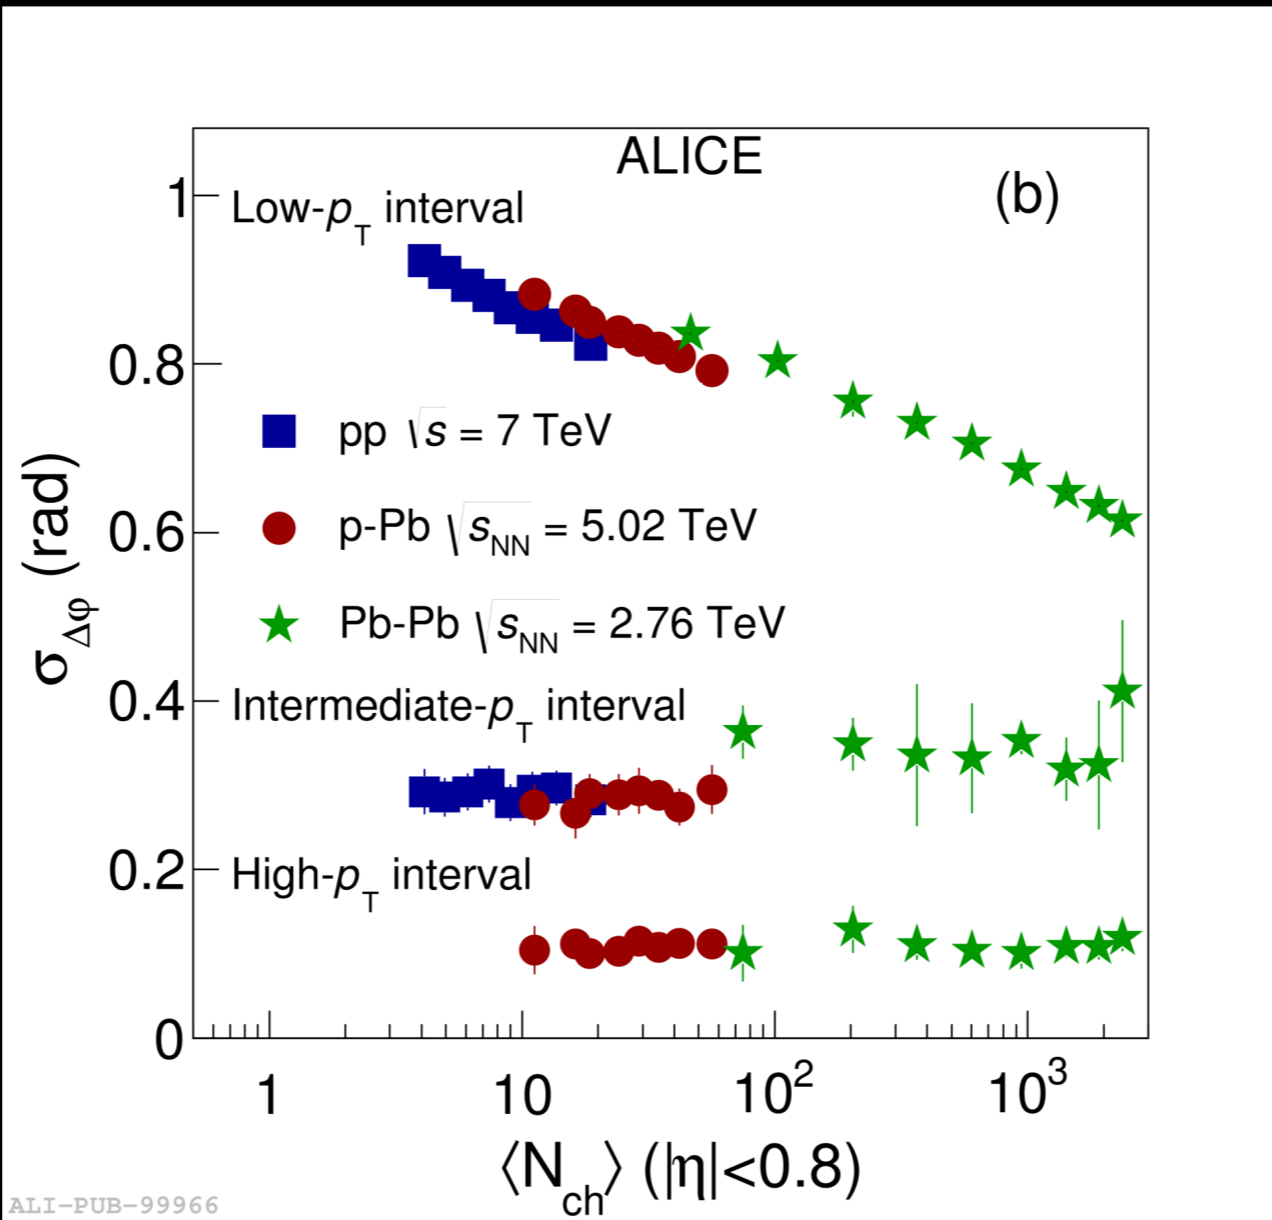 ALICE
(b)
1
Low-pT interval
0.8
pp √s = 7 TeV
p-Pb √sNN = 5.02 TeV
0.6
Pb-Pb √sNN = 2.76 TeV
0.4
Intermediate-pT interval
0.2
High-pT interval
0
σΔφ (rad)
1 10 10² 10³
⟨Nch⟩ (|η|<0.8)
ALI-PUB-99966